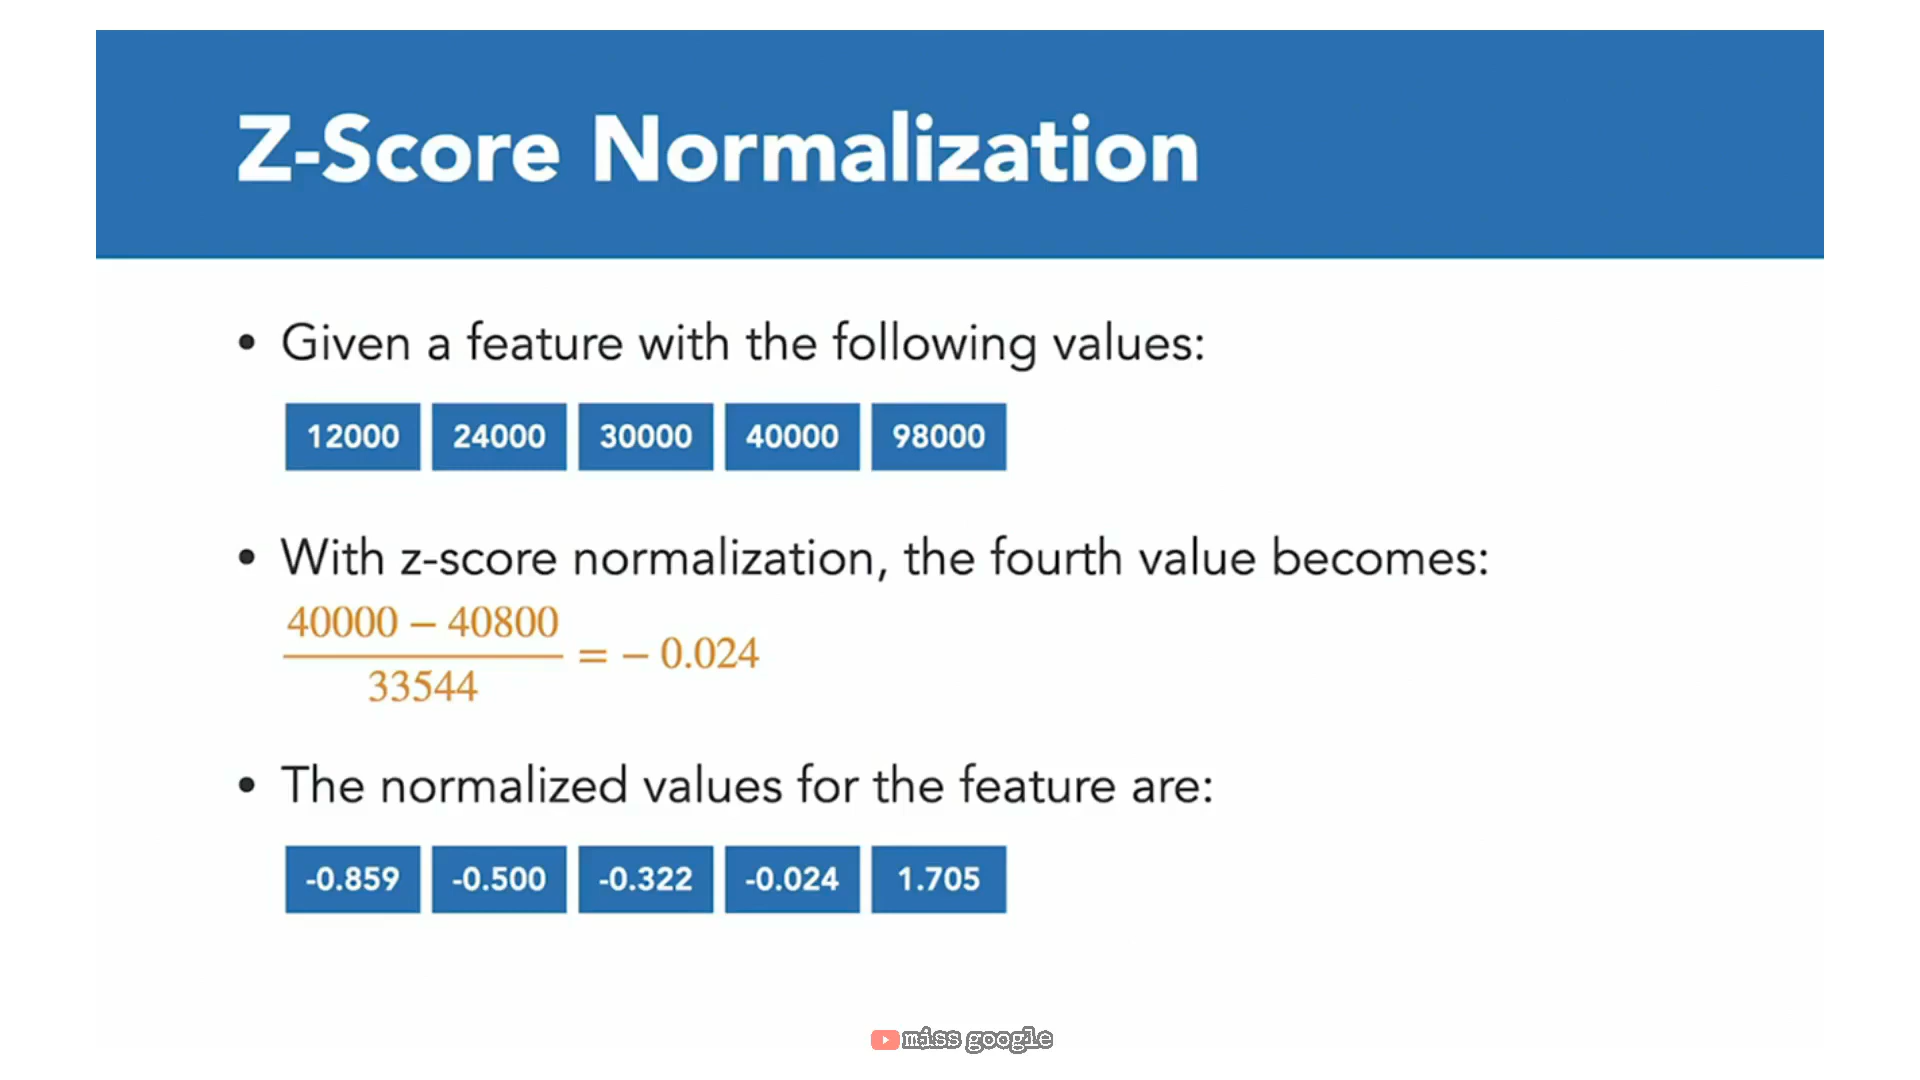 Z-Score Normalization
• Given a feature with the following values:
12000 24000 30000 40000 98000
• With z-score normalization, the fourth value becomes:
40000 − 40800
33544
= − 0.024
• The normalized values for the feature are:
-0.859 -0.500 -0.322 -0.024 1.705
miss google